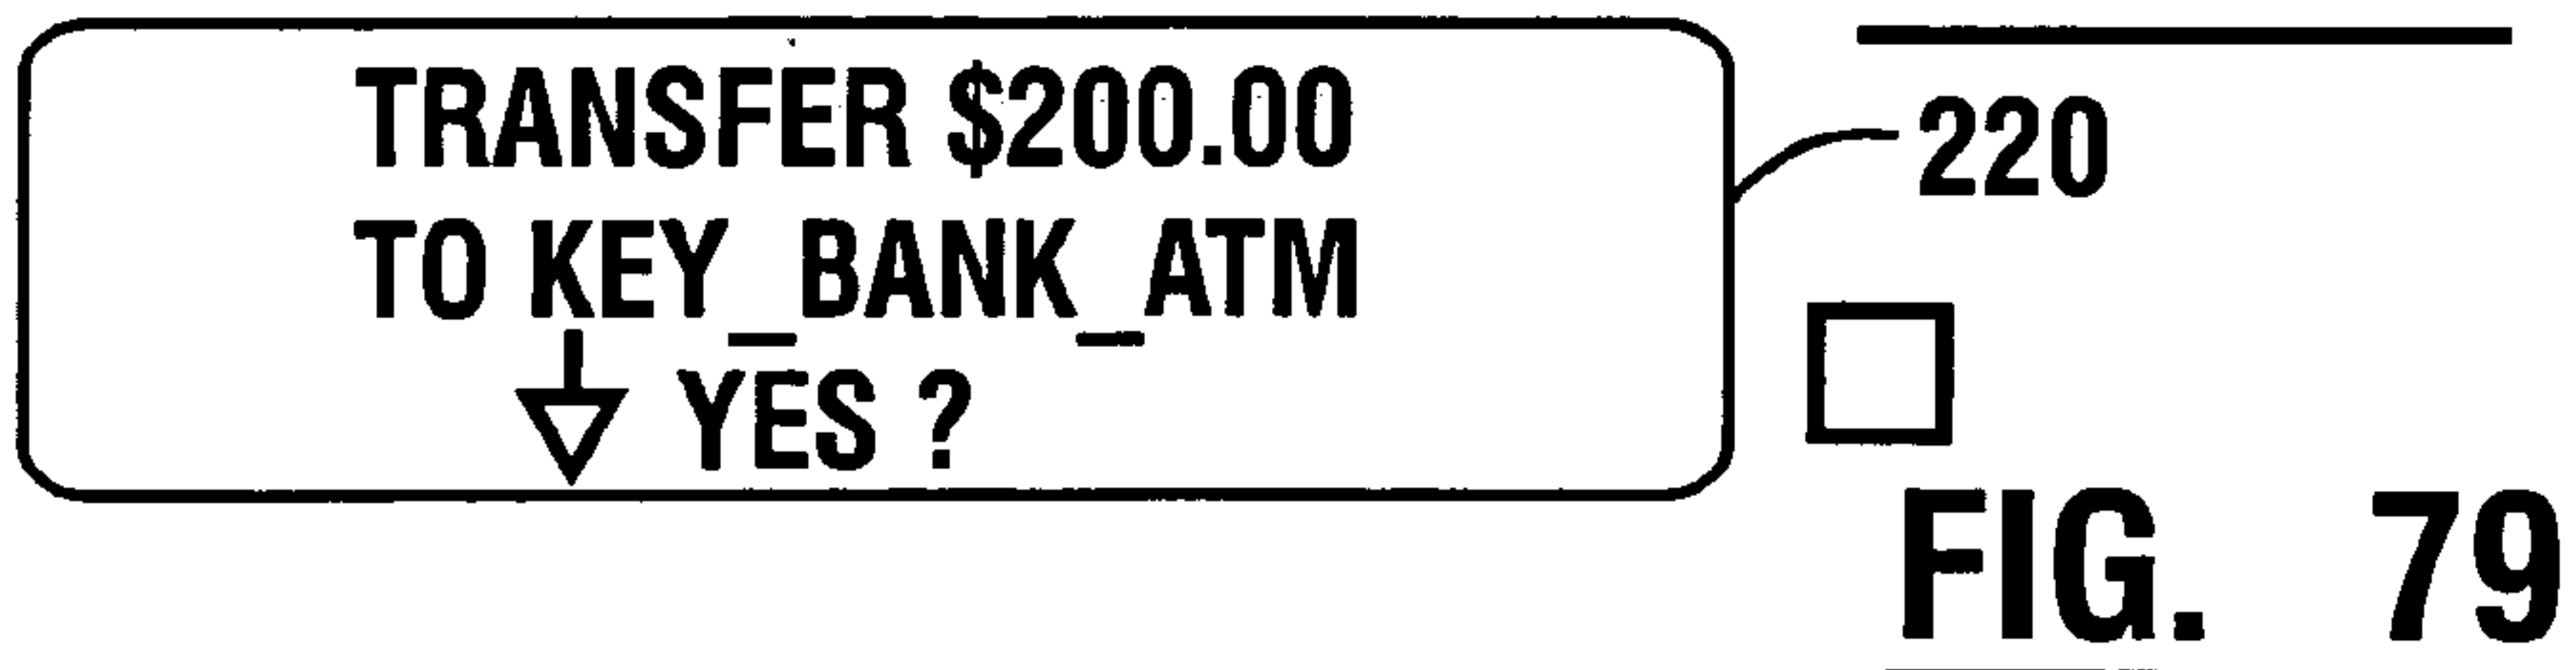 TRANSFER $200.00
TO KEY_BANK_ATM
YES ?
220
FIG. 79